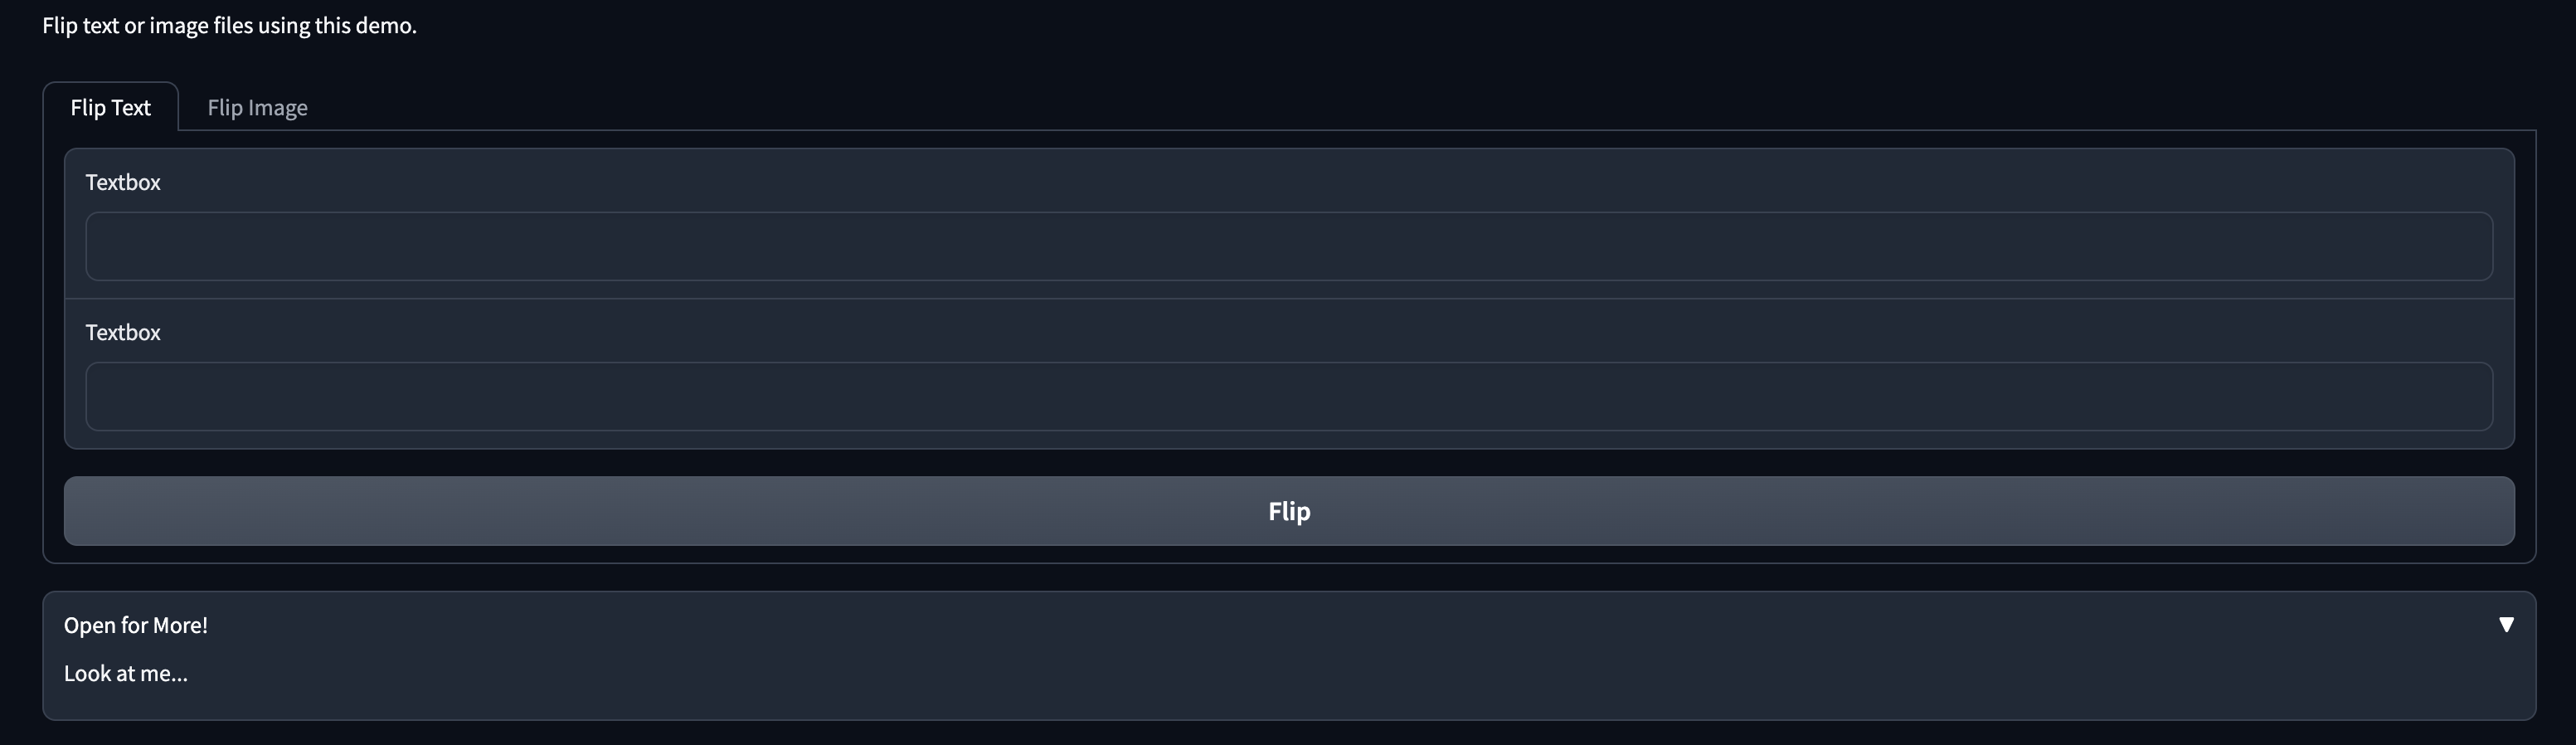 Flip text or image files using this demo.
Flip Text
Flip Image
Textbox
Textbox
Flip
Open for More!
Look at me...